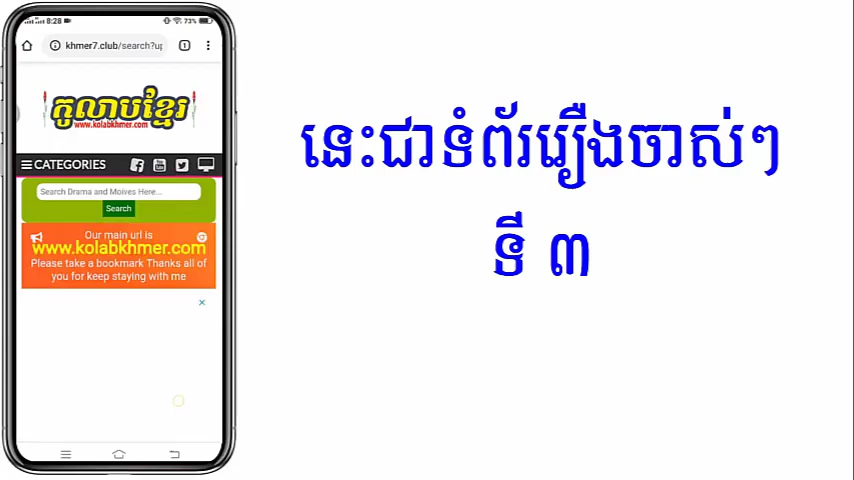 8:28
73%
khmer7.club/search?up
1
កូលាបខ្មែរ
www.kolabkhmer.com
CATEGORIES
Search Drama and Moives Here...
Search
Our main url is
www.kolabkhmer.com
Please take a bookmark Thanks all of
you for keep staying with me
នេះជាទំព័ររឿងចាស់ៗ
ទី ៣